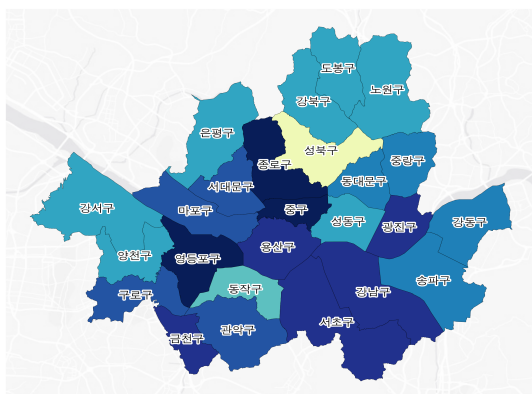 도봉구
노원구
강북구
은평구
성북구
중랑구
종로구
동대문구
서대문구
강서구
마포구
중구
성동구
강동구
광진구
용산구
양천구
영등포구
송파구
동작구
강남구
구로구
서초구
관악구
금천구